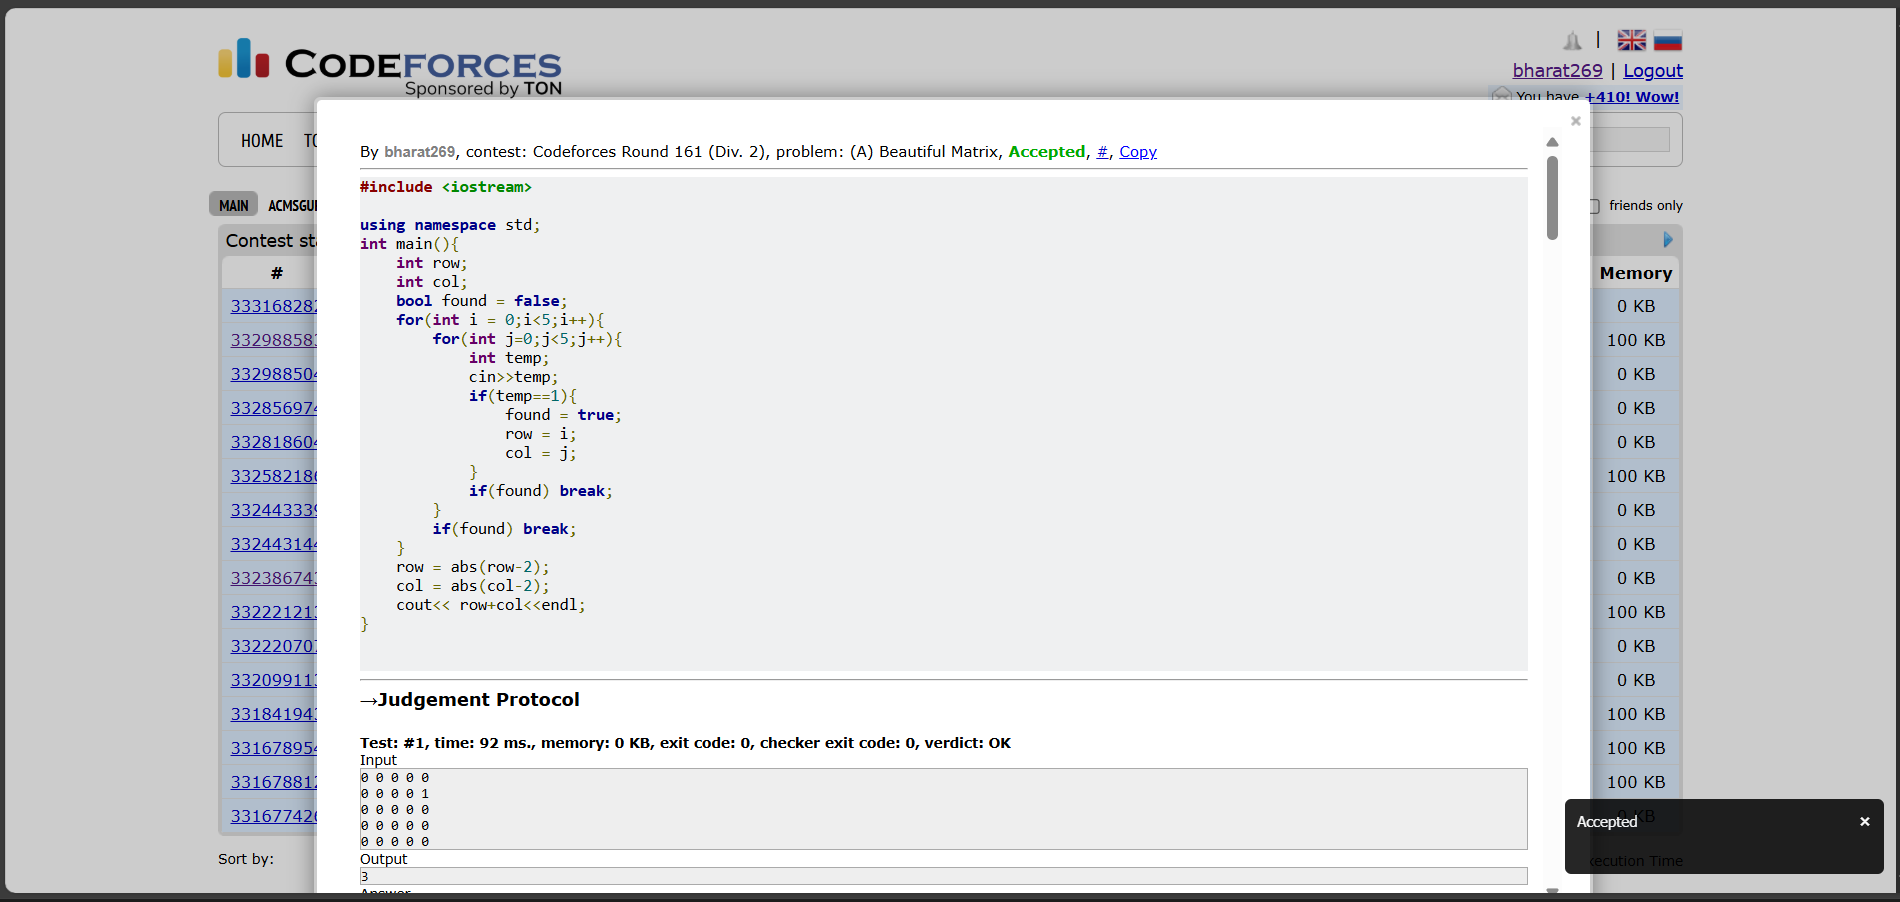 CODEFORCES
Sponsored by TON
bharat269 | Logout
You have +410! Wow!
HOME
By bharat269, contest: Codeforces Round 161 (Div. 2), problem: (A) Beautiful Matrix, Accepted, #, Copy
MAIN ACMSGU
friends only
Contest st
# Memory
#include <iostream>
using namespace std;
int main(){
    int row;
    int col;
    bool found = false;
    for(int i = 0;i<5;i++){
        for(int j=0;j<5;j++){
            int temp;
            cin>>temp;
            if(temp==1){
                found = true;
                row = i;
                col = j;
            }
            if(found) break;
        }
        if(found) break;
    }
    row = abs(row-2);
    col = abs(col-2);
    cout<< row+col<<endl;
}
33316828
33298858
33298850
33285697
33281860
33258218
33244333
33244314
33238674
33222121
33222070
33209911
33184194
33167895
33167881
33167742
0 KB
100 KB
0 KB
0 KB
0 KB
100 KB
0 KB
0 KB
0 KB
100 KB
0 KB
0 KB
100 KB
100 KB
100 KB
→Judgement Protocol
Test: #1, time: 92 ms., memory: 0 KB, exit code: 0, checker exit code: 0, verdict: OK
Input
0 0 0 0 0
0 0 0 0 1
0 0 0 0 0
0 0 0 0 0
0 0 0 0 0
Output
3
Answer
Accepted ×
Sort by:
ecution Time